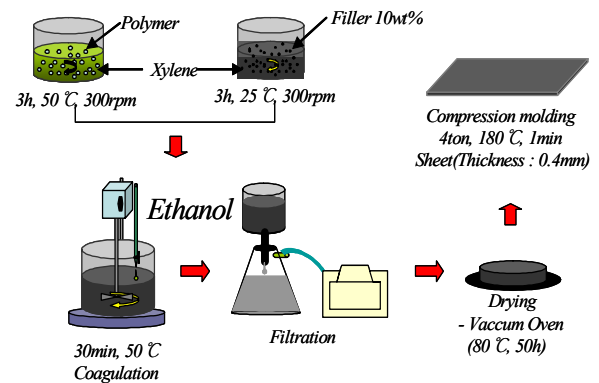 Polymer
Filler 10wt%
Xylene
3h, 50 ℃, 300rpm
3h, 25 ℃, 300rpm
Compression molding
4ton, 180 ℃, 1min
Sheet(Thickness : 0.4mm)
Ethanol
30min, 50 ℃
Coagulation
Filtration
Drying
- Vaccum Oven
(80 ℃, 50h)